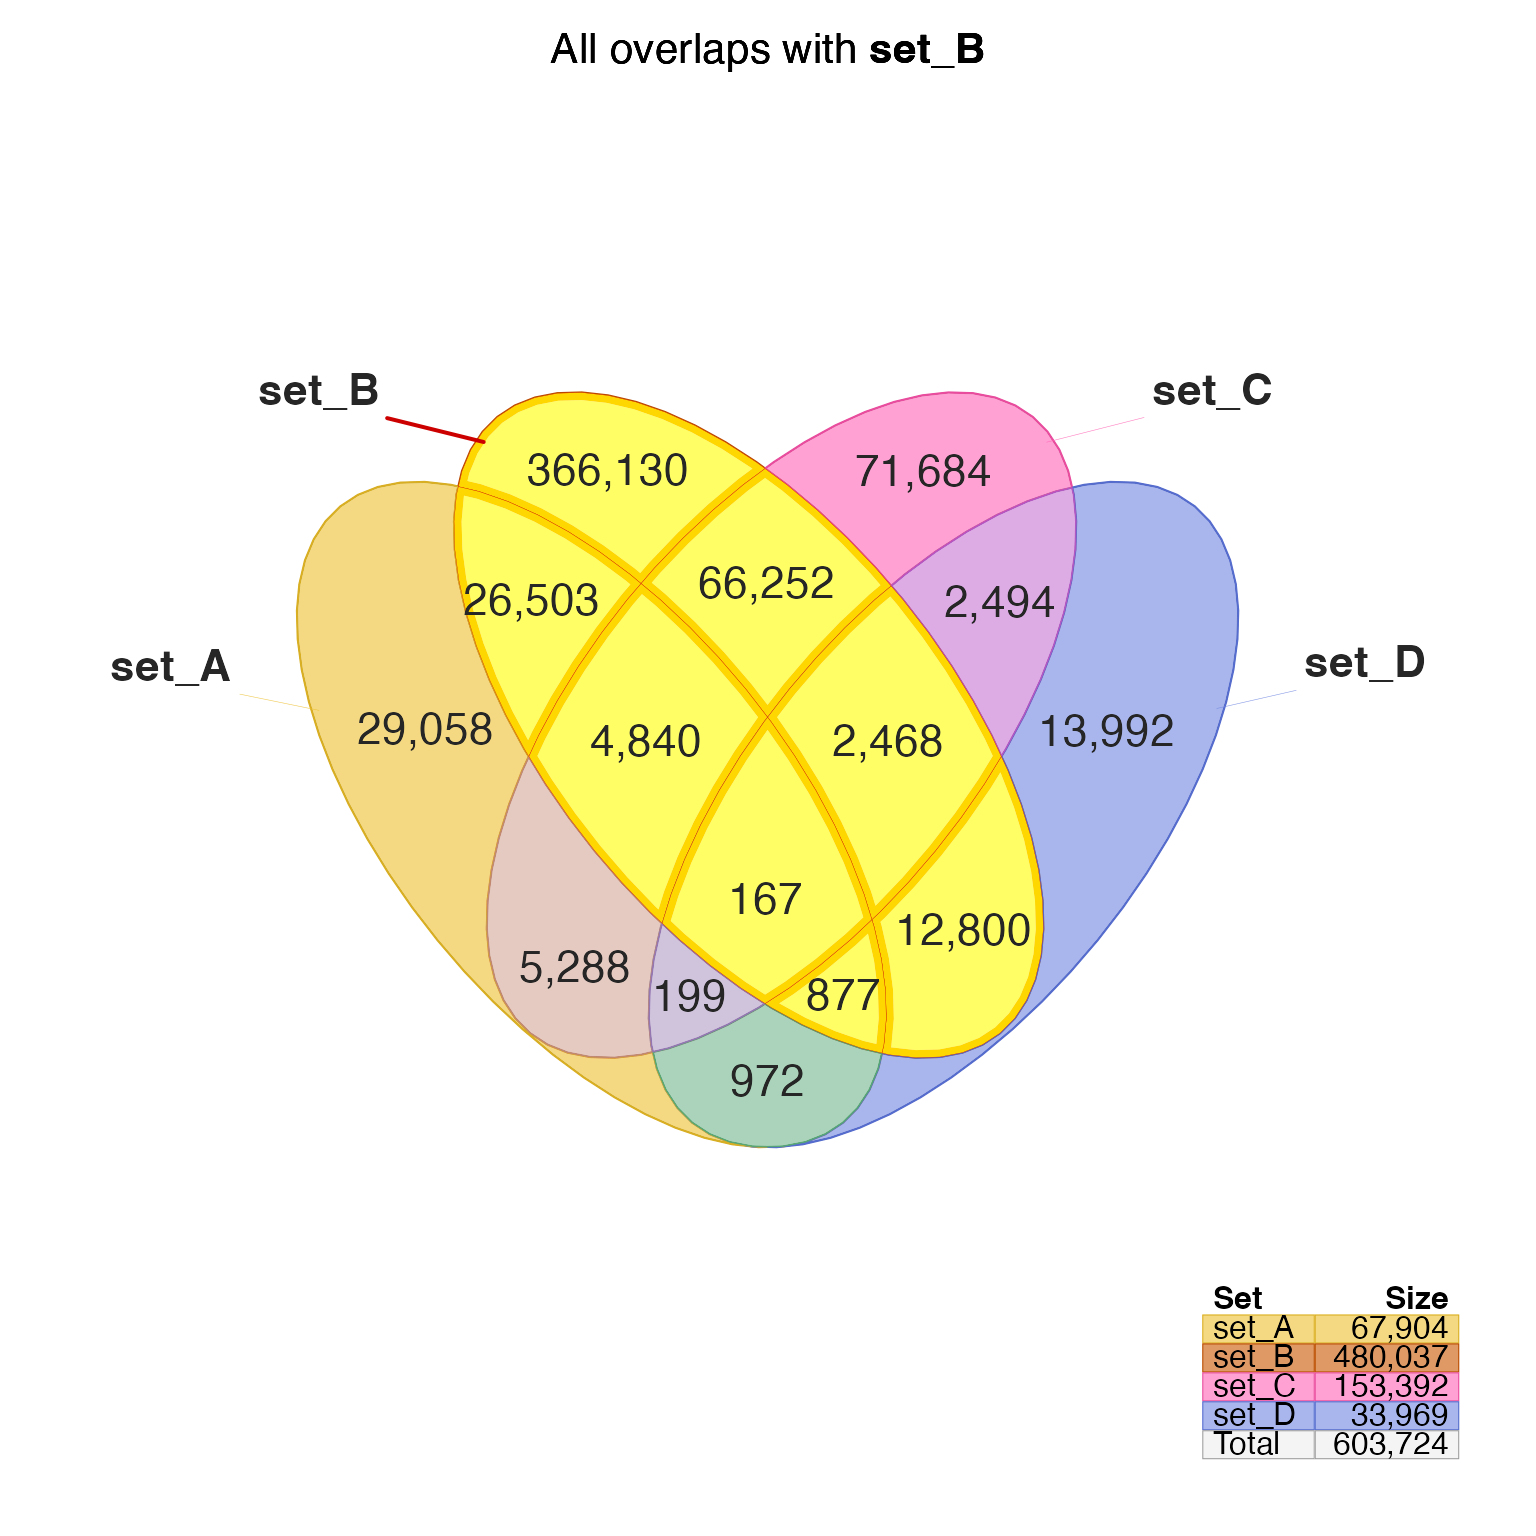 All overlaps with set_B
set_B
set_C
366,130
71,684
26,503
66,252
2,494
set_A
set_D
29,058
4,840
2,468
13,992
167
12,800
5,288
199
877
972
Set Size
set_A 67,904
set_B 480,037
set_C 153,392
set_D 33,969
Total 603,724